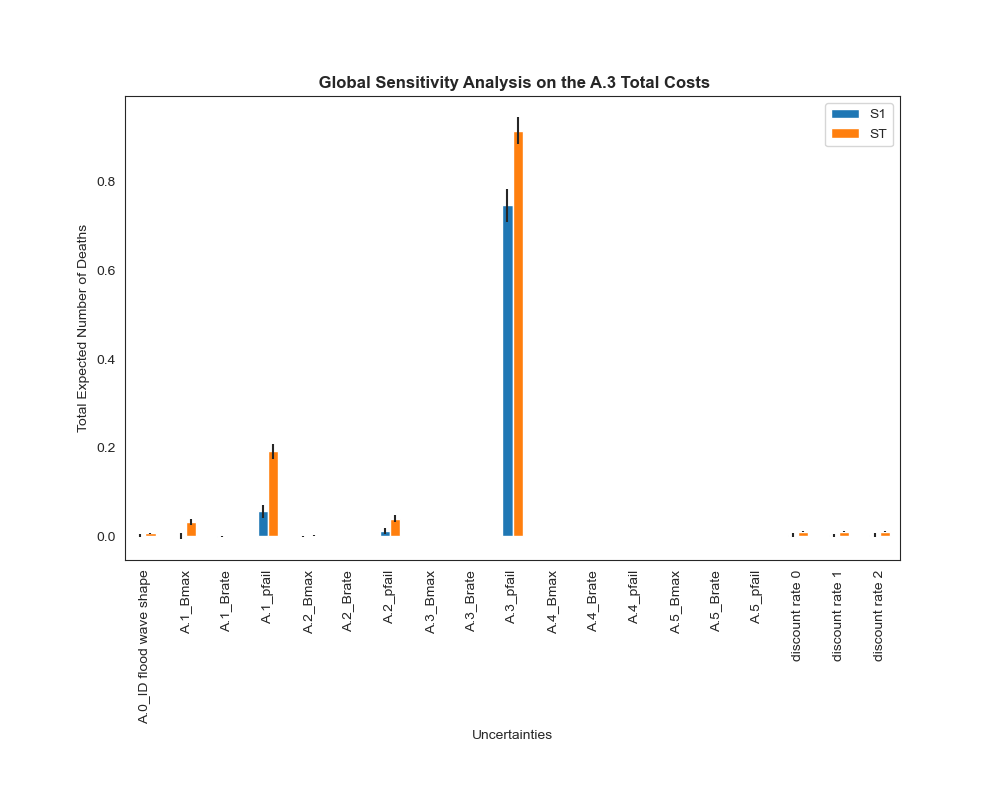 Global Sensitivity Analysis on the A.3 Total Costs
S1
ST
Total Expected Number of Deaths
0.8
0.6
0.4
0.2
0.0
A.0_ID flood wave shape
A.1_Bmax
A.1_Brate
A.1_pfail
A.2_Bmax
A.2_Brate
A.2_pfail
A.3_Bmax
A.3_Brate
A.3_pfail
A.4_Bmax
A.4_Brate
A.4_pfail
A.5_Bmax
A.5_Brate
A.5_pfail
discount rate 0
discount rate 1
discount rate 2
Uncertainties